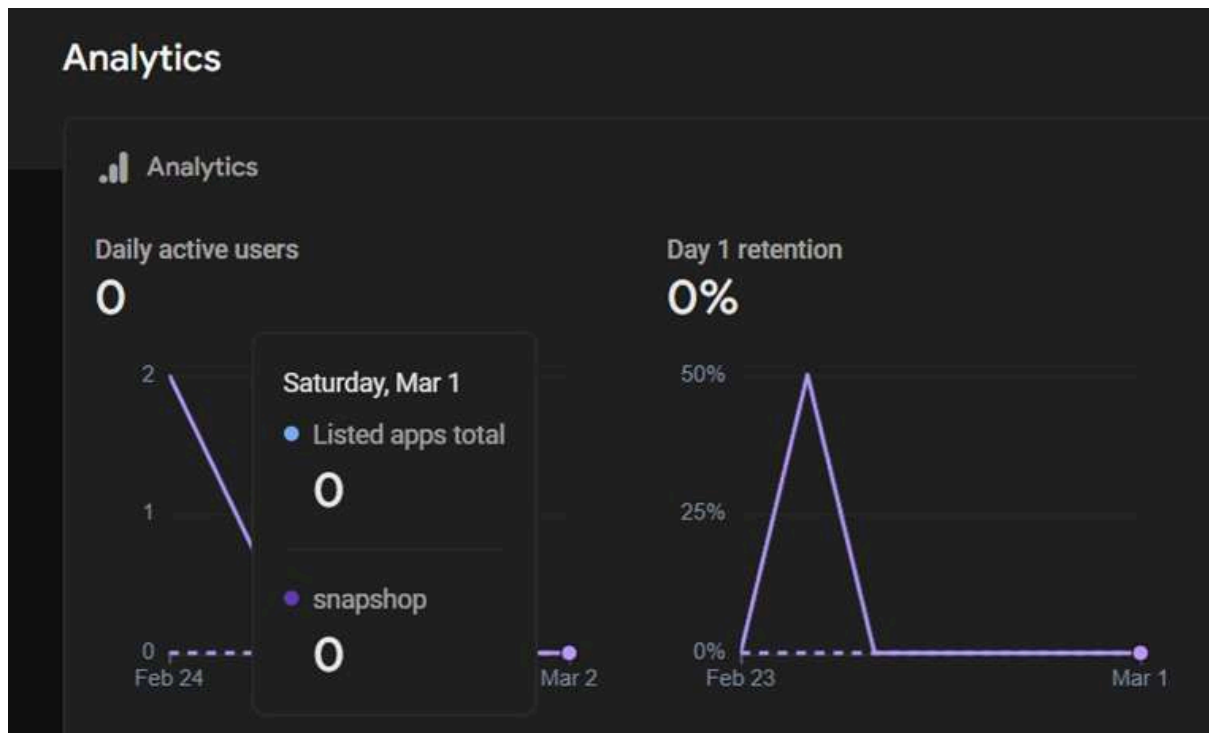 Analytics
Analytics
Daily active users
0
2
1
0
Feb 24
Mar 2
Saturday, Mar 1
Listed apps total
0
snapshop
0
Day 1 retention
0%
50%
25%
0%
Feb 23
Mar 1